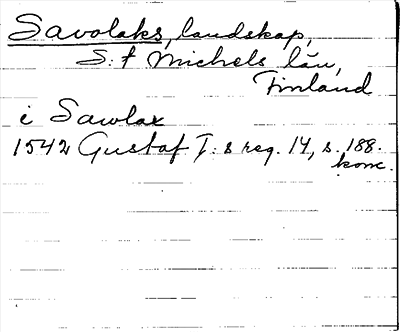 Savolaks, landskap,
S:t Michels län,
Finland
i Sawlax
1542 Gustaf I:s reg. 14, s. 188.
konc.